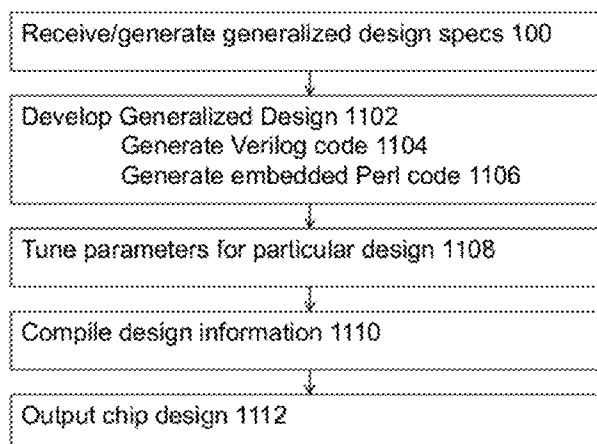 Receive/generate generalized design specs 100
Develop Generalized Design 1102
Generate Verilog code 1104
Generate embedded Perl code 1106
Tune parameters for particular design 1108
Compile design information 1110
Output chip design 1112